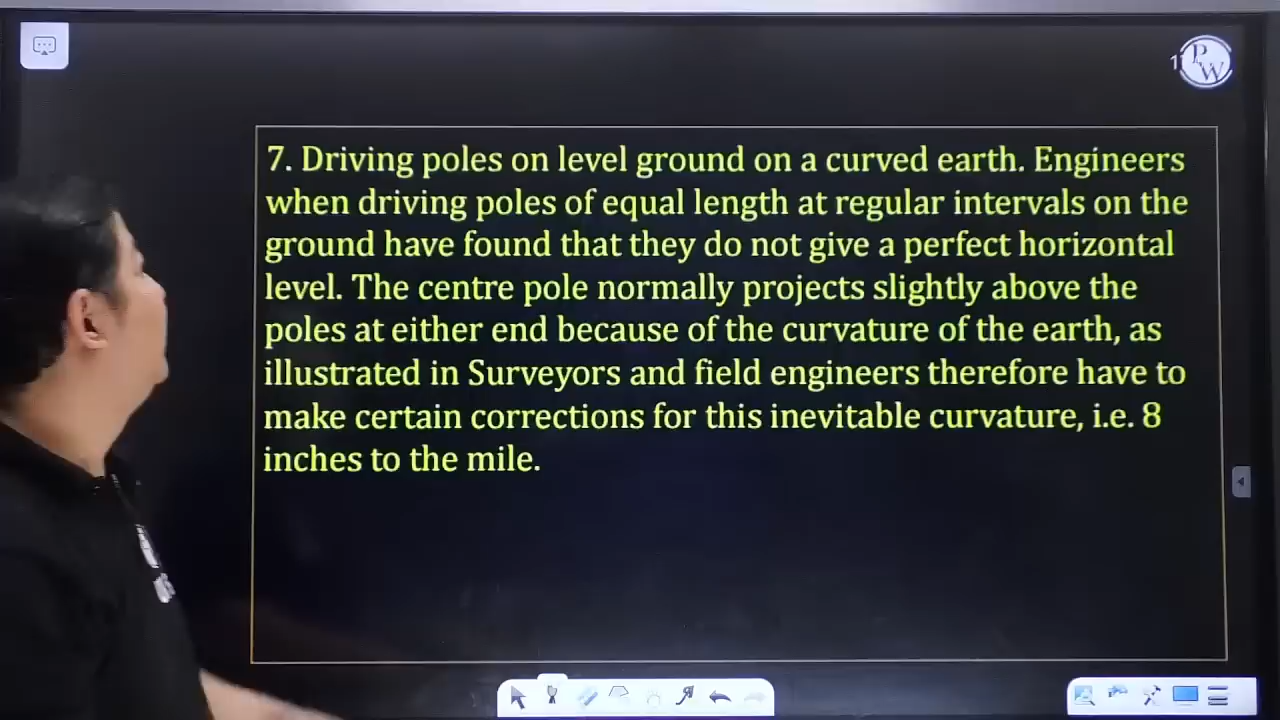 1
PW
7. Driving poles on level ground on a curved earth. Engineers
when driving poles of equal length at regular intervals on the
ground have found that they do not give a perfect horizontal
level. The centre pole normally projects slightly above the
poles at either end because of the curvature of the earth, as
illustrated in Surveyors and field engineers therefore have to
make certain corrections for this inevitable curvature, i.e. 8
inches to the mile.